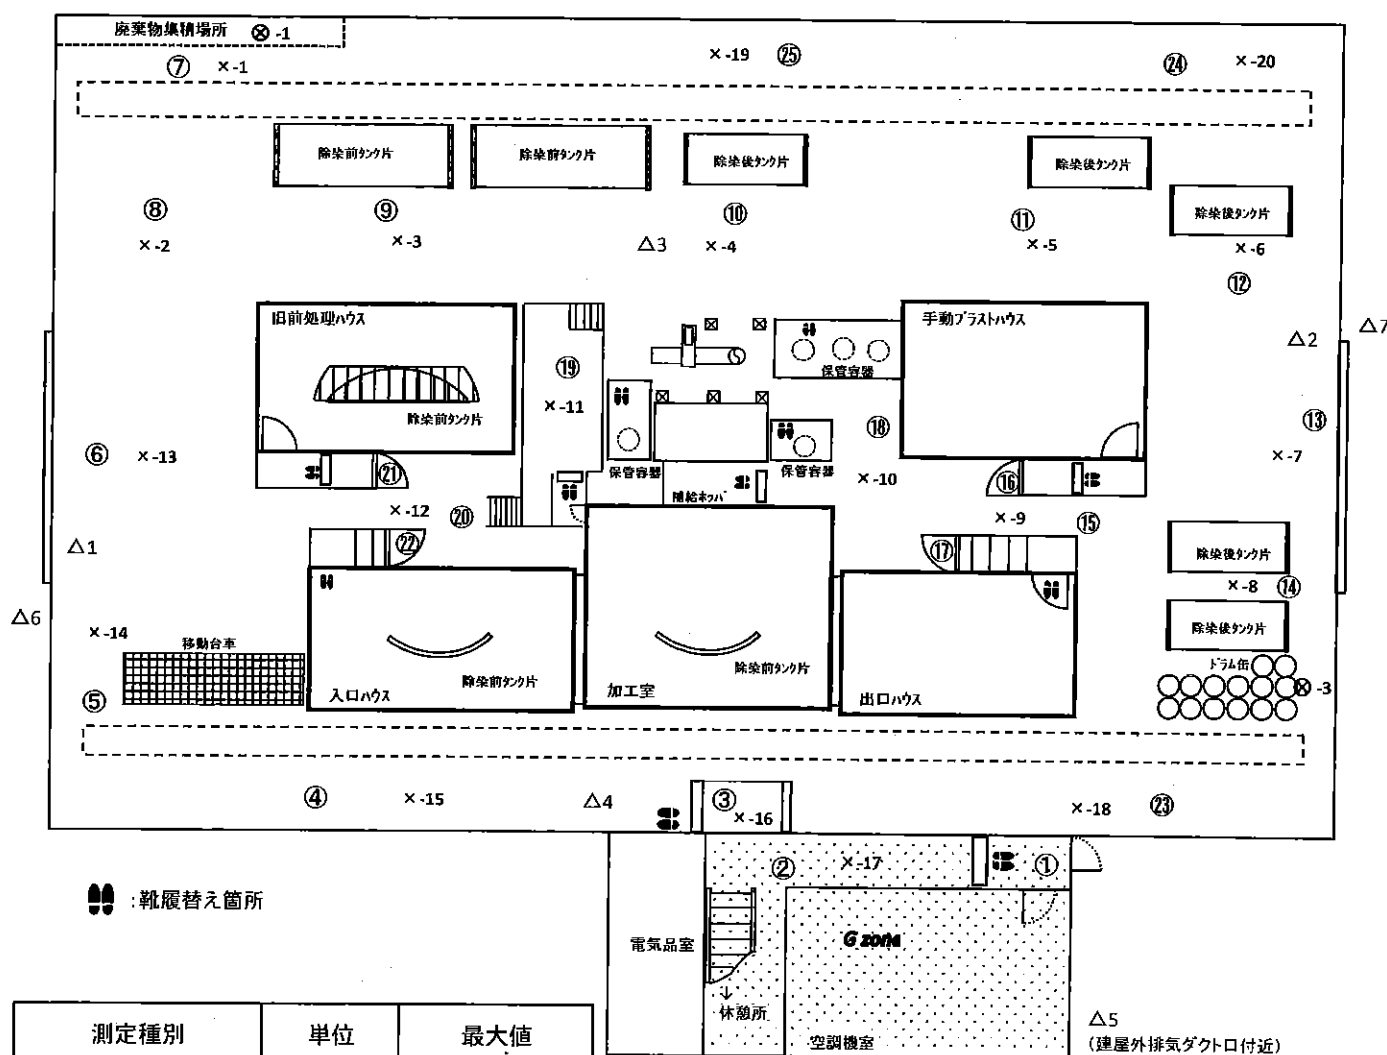 廃棄物集積場所 ⊗ -1
⑦ × -1
× -19 ㉕
㉔ × -20
除染前タンク片
除染前タンク片
除染後タンク片
除染後タンク片
除染後タンク片
⑧
× -2
⑨
× -3
△3
⑩
× -4
⑪
× -5
× -6
⑫
旧前処理ハウス
除染前タンク片
⑲
× -11
保管容器
手動ブラストハウス
△2
△7
⑬
× -7
⑥ × -13
㉑
保管容器
補給ホッパ
保管容器
⑱
× -10
⑯
× -12 ⑳
× -9 ⑮
△1
㉒
⑰
除染後タンク片
× -8 ⑭
除染後タンク片
△6
× -14
移動台車
⑤
入口ハウス
除染前タンク片
加工室
除染前タンク片
出口ハウス
ドラム缶
⊗ -3
④ × -15
△4
③
× -16
× -18 ㉓
② × -17
①
:靴履替え箇所
電気品室
G zone
↓
休憩所
空調機室
△5
(建屋外排気ダクト口付近)
測定種別 単位 最大値